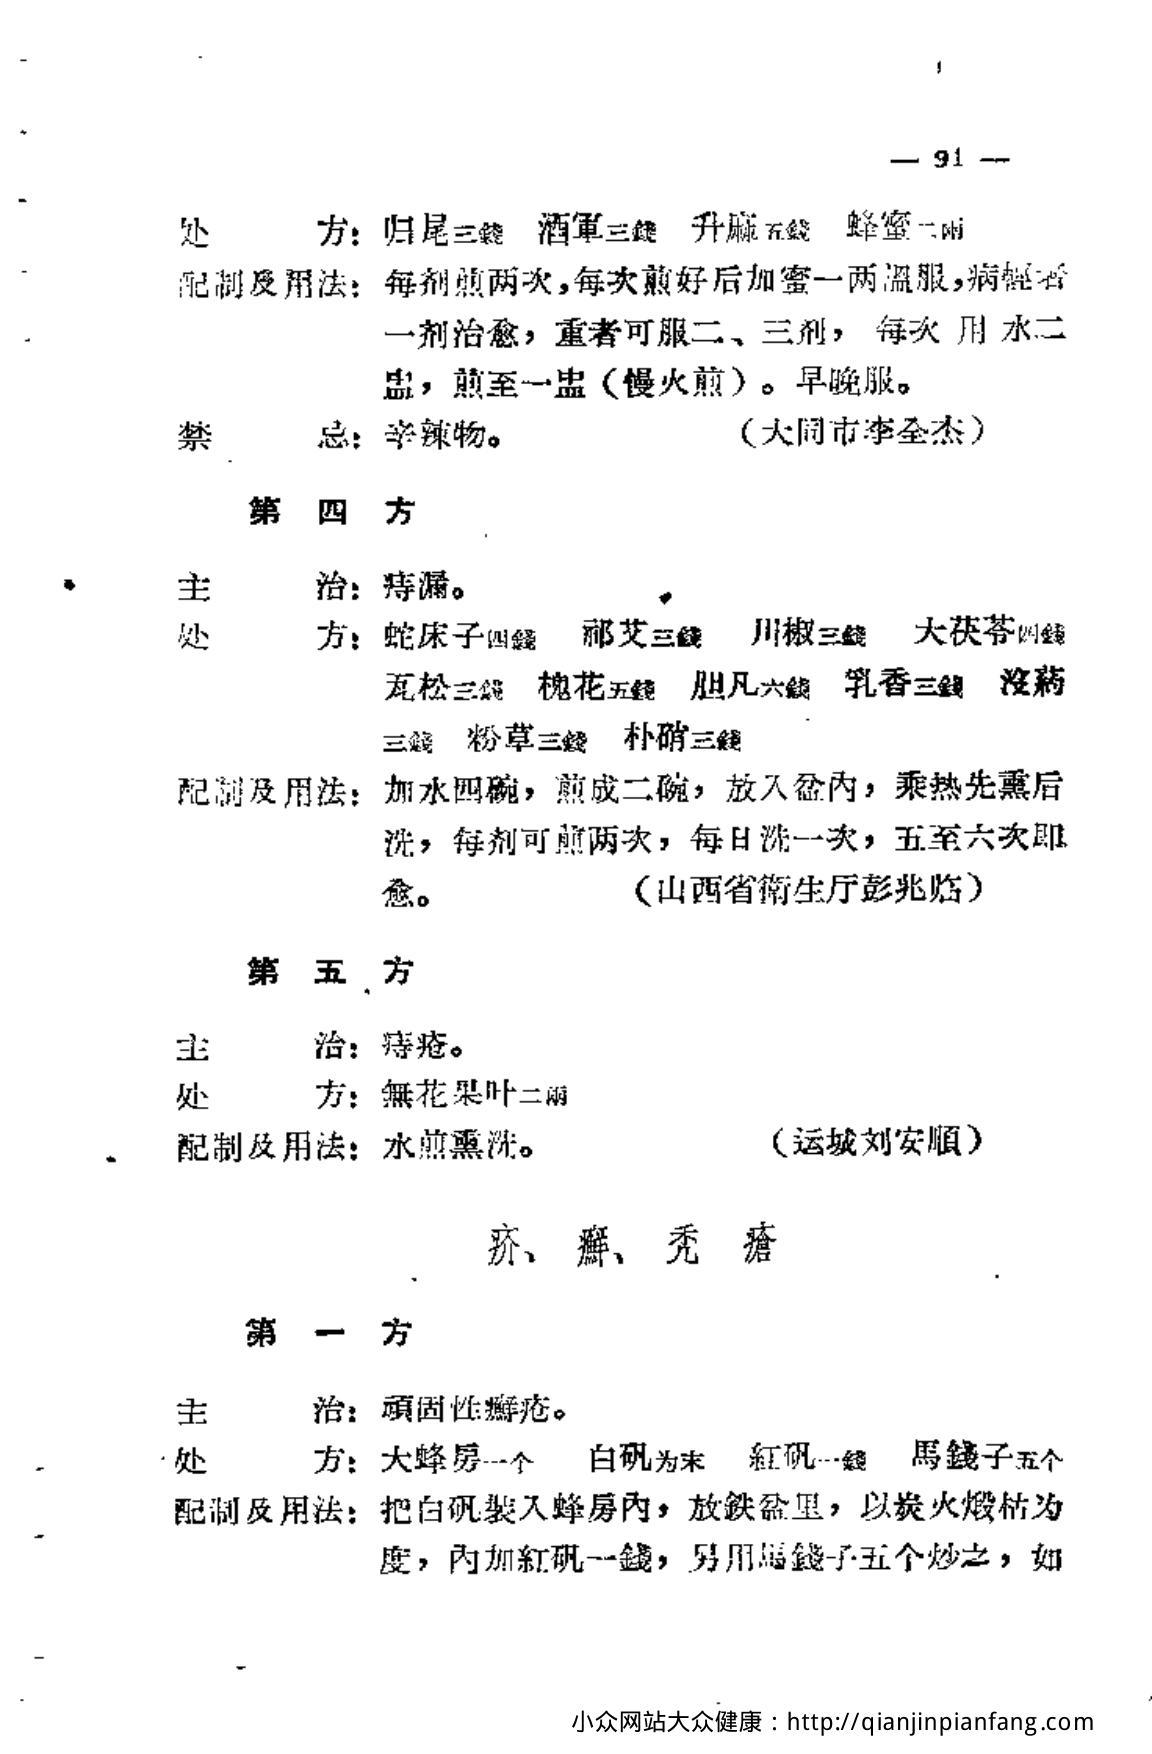 — 91 —
处方：归尾三錢 酒軍三錢 升麻五錢 蜂蜜二兩
配制及用法：每剂煎两次，每次煎好后加蜜一两溫服，病輕者
一剂治愈，重者可服二、三剂，每次用水二
盅，煎至一盅（慢火煎）。早晚服。
禁忌：辛辣物。（大同市李全杰）
第四方
主治：痔漏。
处方：蛇床子四錢 祁艾三錢 川椒三錢 大茯苓四錢
瓦松三錢 槐花五錢 胆凡六錢 乳香三錢 沒葯
三錢 粉草三錢 朴硝三錢
配制及用法：加水四碗，煎成二碗，放入盆內，乘热先熏后
洗，每剂可煎两次，每日洗一次，五至六次即
愈。（山西省衛生厅彭兆临）
第五方
主治：痔疮。
处方：無花果叶二兩
配制及用法：水煎熏洗。（运城刘安順）
疥、癬、秃瘡
第一方
主治：頑固性癬疮。
处方：大蜂房一个 白矾为末 紅矾一錢 馬錢子五个
配制及用法：把白矾裝入蜂房內，放鉄盆里，以炭火煅枯为
度，內加紅矾一錢，另用馬錢子五个炒之，如
小众网站大众健康：http://qianjinpianfang.com